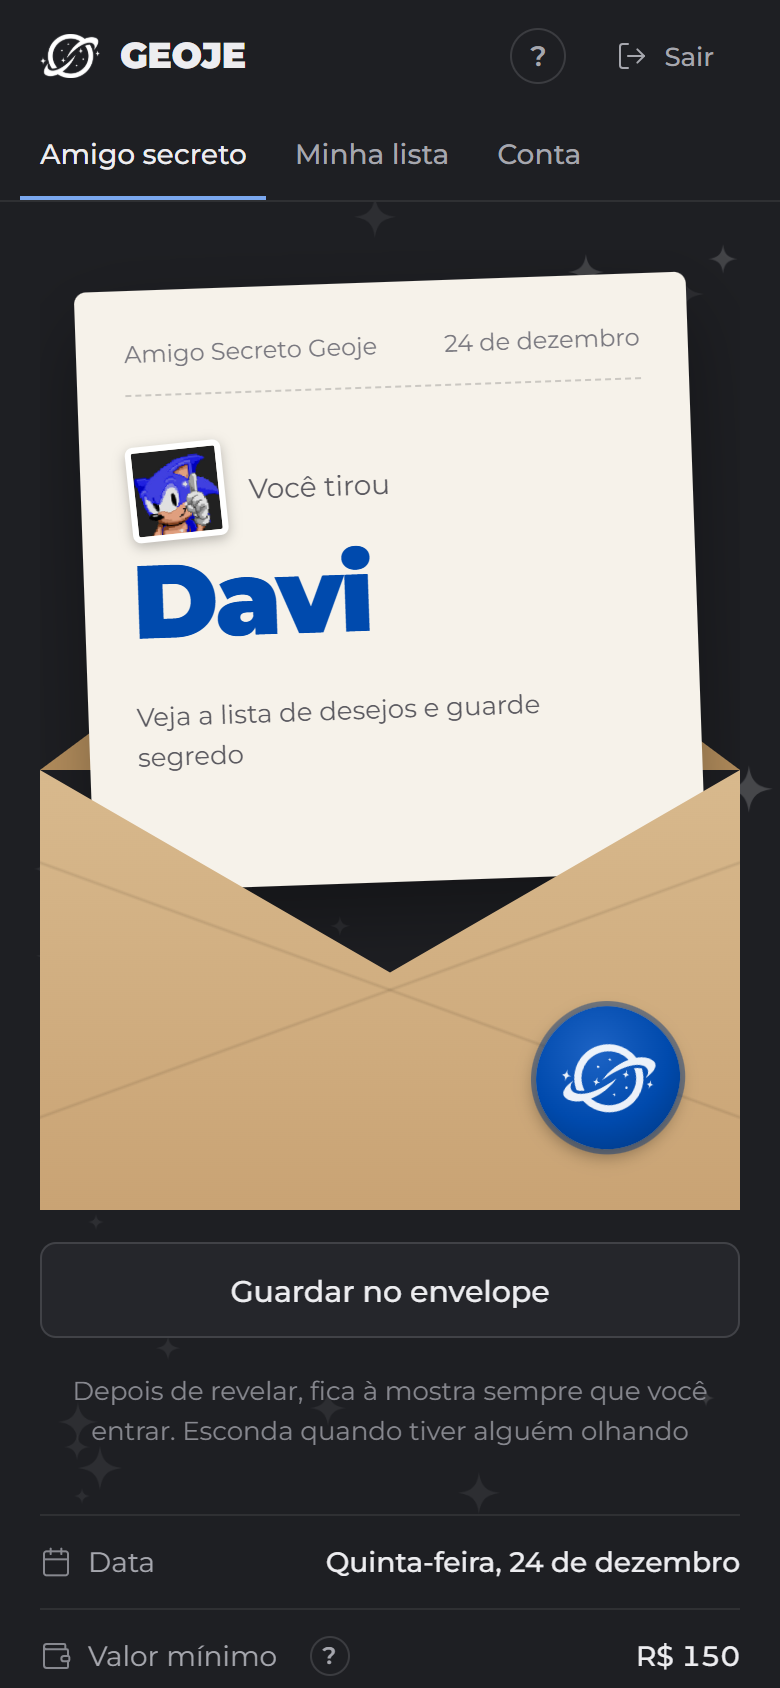 GEOJE
?
Sair
Amigo secreto
Minha lista
Conta
Amigo Secreto Geoje
24 de dezembro
Você tirou
Davi
Veja a lista de desejos e guarde
segredo
Guardar no envelope
Depois de revelar, fica à mostra sempre que você
entrar. Esconda quando tiver alguém olhando
Data
Quinta-feira, 24 de dezembro
Valor mínimo
?
R$ 150